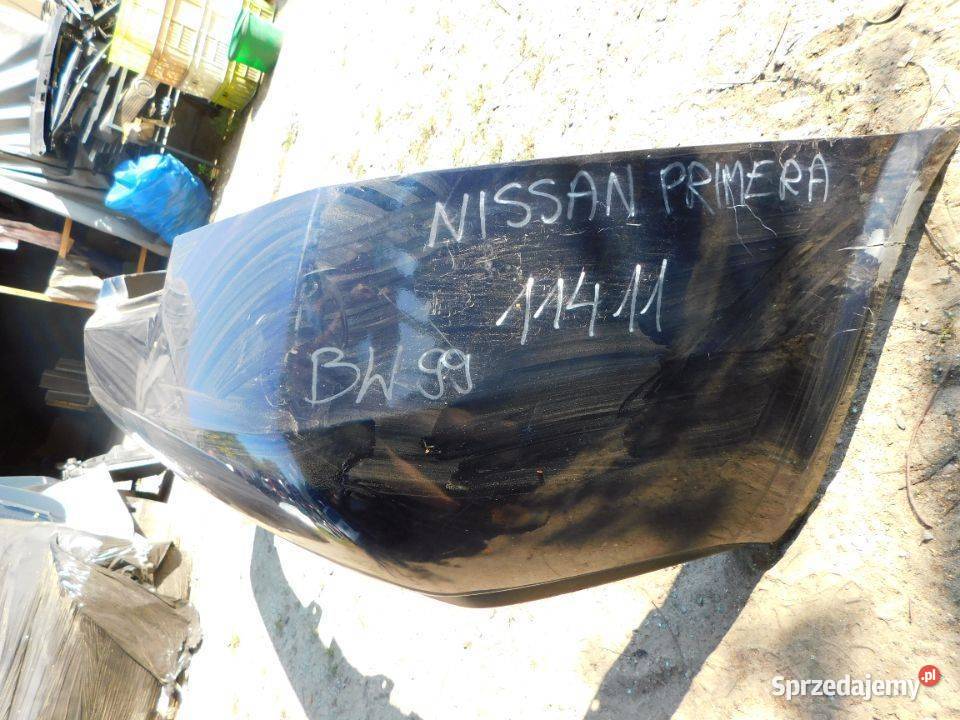 NISSAN PRIMERA
11411
BW99
Sprzedajemy.pl